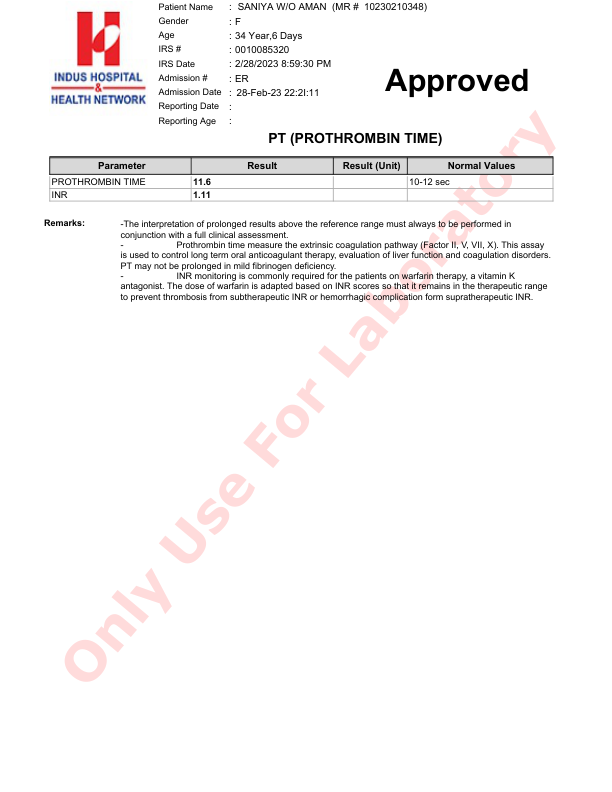 INDUS HOSPITAL
&
HEALTH NETWORK
Patient Name : SANIYA W/O AMAN (MR # 10230210348)
Gender : F
Age : 34 Year,6 Days
IRS # : 0010085320
IRS Date : 2/28/2023 8:59:30 PM
Admission # : ER
Admission Date : 28-Feb-23 22:2I:11
Reporting Date :
Reporting Age :
Approved
PT (PROTHROMBIN TIME)
Parameter Result Result (Unit) Normal Values
PROTHROMBIN TIME 11.6 10-12 sec
INR 1.11
Remarks: -The interpretation of prolonged results above the reference range must always to be performed in
conjunction with a full clinical assessment.
- Prothrombin time measure the extrinsic coagulation pathway (Factor II, V, VII, X). This assay
is used to control long term oral anticoagulant therapy, evaluation of liver function and coagulation disorders.
PT may not be prolonged in mild fibrinogen deficiency.
- INR monitoring is commonly required for the patients on warfarin therapy, a vitamin K
antagonist. The dose of warfarin is adapted based on INR scores so that it remains in the therapeutic range
to prevent thrombosis from subtherapeutic INR or hemorrhagic complication form supratherapeutic INR.
Only Use For Laboratory